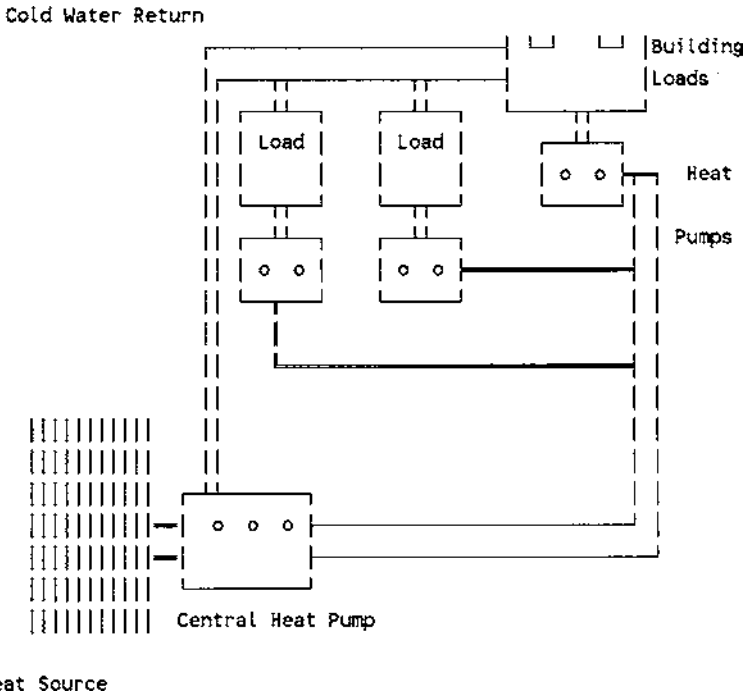 Cold Water Return
Building
Loads
Load Load
Heat
Pumps
Central Heat Pump
eat Source